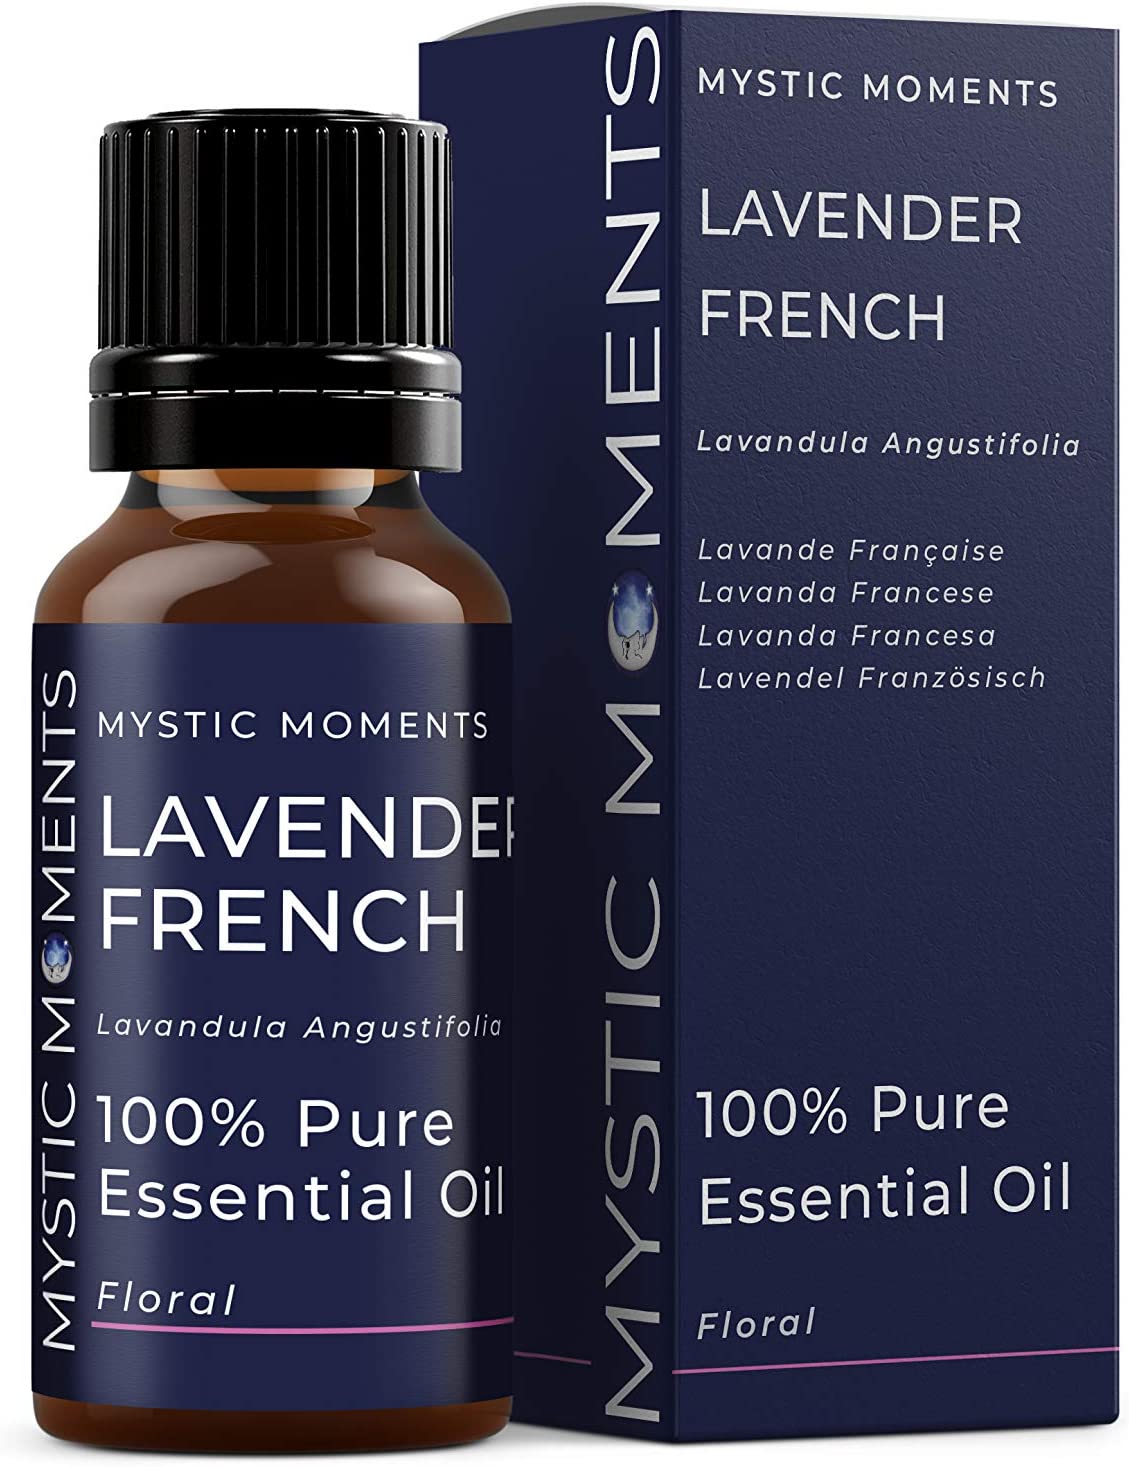 MYSTIC MOMENTS
MYSTIC MOMENTS
LAVENDER
FRENCH
Lavandula Angustifolia
100% Pure
Essential Oil
Floral
MYSTIC MOMENTS
MYSTIC MOMENTS
LAVENDER
FRENCH
Lavandula Angustifolia
Lavande Française
Lavanda Francese
Lavanda Francesa
Lavendel Französisch
100% Pure
Essential Oil
Floral